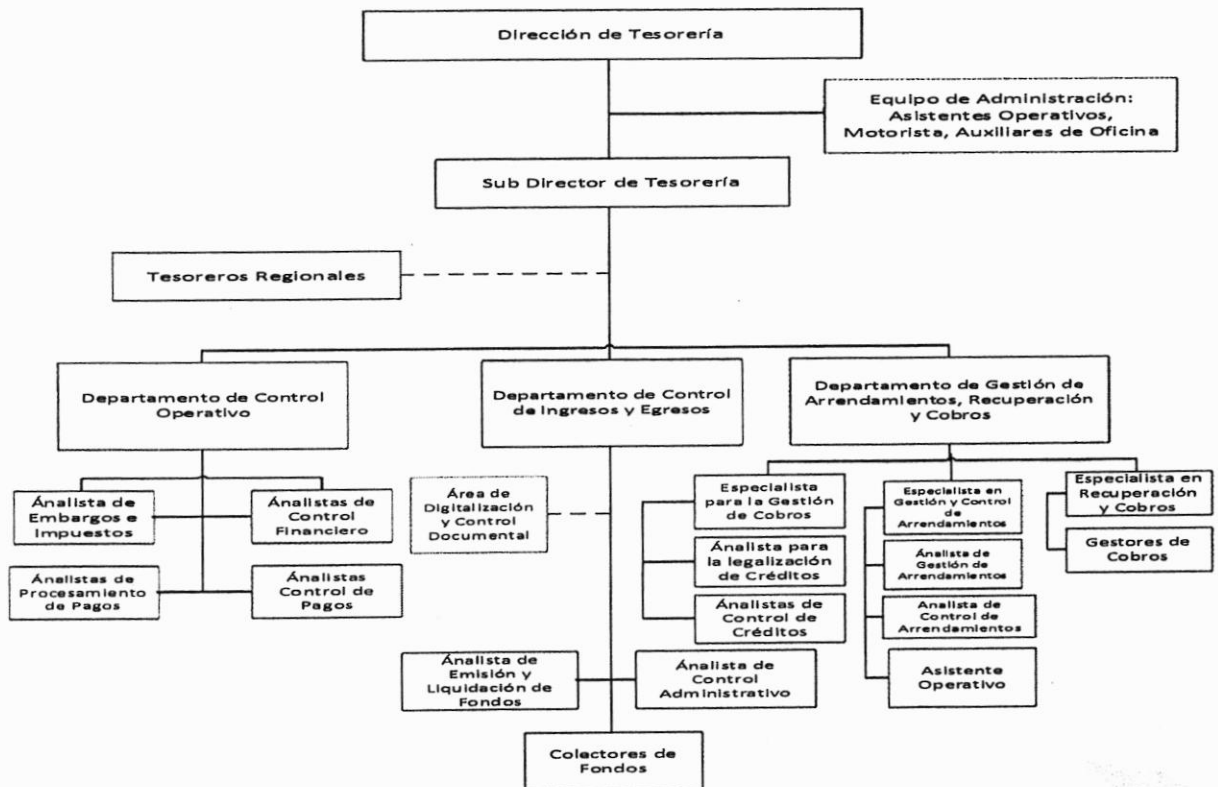 Dirección de Tesorería
Equipo de Administración:
Asistentes Operativos,
Motorista, Auxiliares de Oficina
Sub Director de Tesorería
Tesoreros Regionales
Departamento de Control
Operativo
Departamento de Control
de Ingresos y Egresos
Departamento de Gestión de
Arrendamientos, Recuperación
y Cobros
Ánalista de
Embargos e
Impuestos
Ánalistas de
Control
Financiero
Ánalistas de
Procesamiento
de Pagos
Ánalistas
Control de
Pagos
Área de
Digitalización
y Control
Documental
Ánalista de
Emisión y
Liquidación de
Fondos
Ánalista de
Control
Administrativo
Colectores de
Fondos
Especialista
para la Gestión
de Cobros
Ánalista para
la legalización
de Créditos
Ánalistas de
Control de
Créditos
Especialista en
Gestión y Control
de
Arrendamientos
Ánalista de
Gestión de
Arrendamientos
Analista de
Control de
Arrendamientos
Asistente
Operativo
Especialista en
Recuperación
y Cobros
Gestores de
Cobros